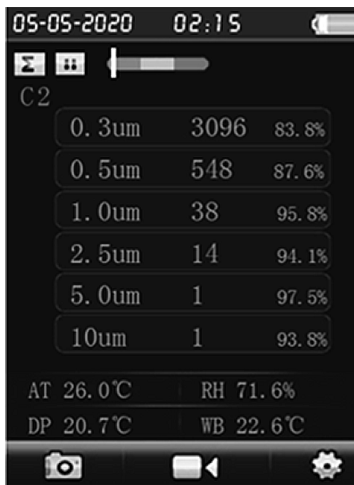 05-05-2020 02:15
Σ
C2
0.3um 3096 83.8%
0.5um 548 87.6%
1.0um 38 95.8%
2.5um 14 94.1%
5.0um 1 97.5%
10um 1 93.8%
AT 26.0℃ RH 71.6%
DP 20.7℃ WB 22.6℃